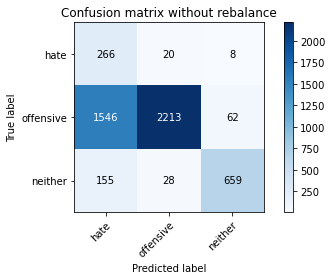 Confusion matrix without rebalance
hate 266 20 8
offensive 1546 2213 62
neither 155 28 659
True label
hate offensive neither
Predicted label
2000
1750
1500
1250
1000
750
500
250